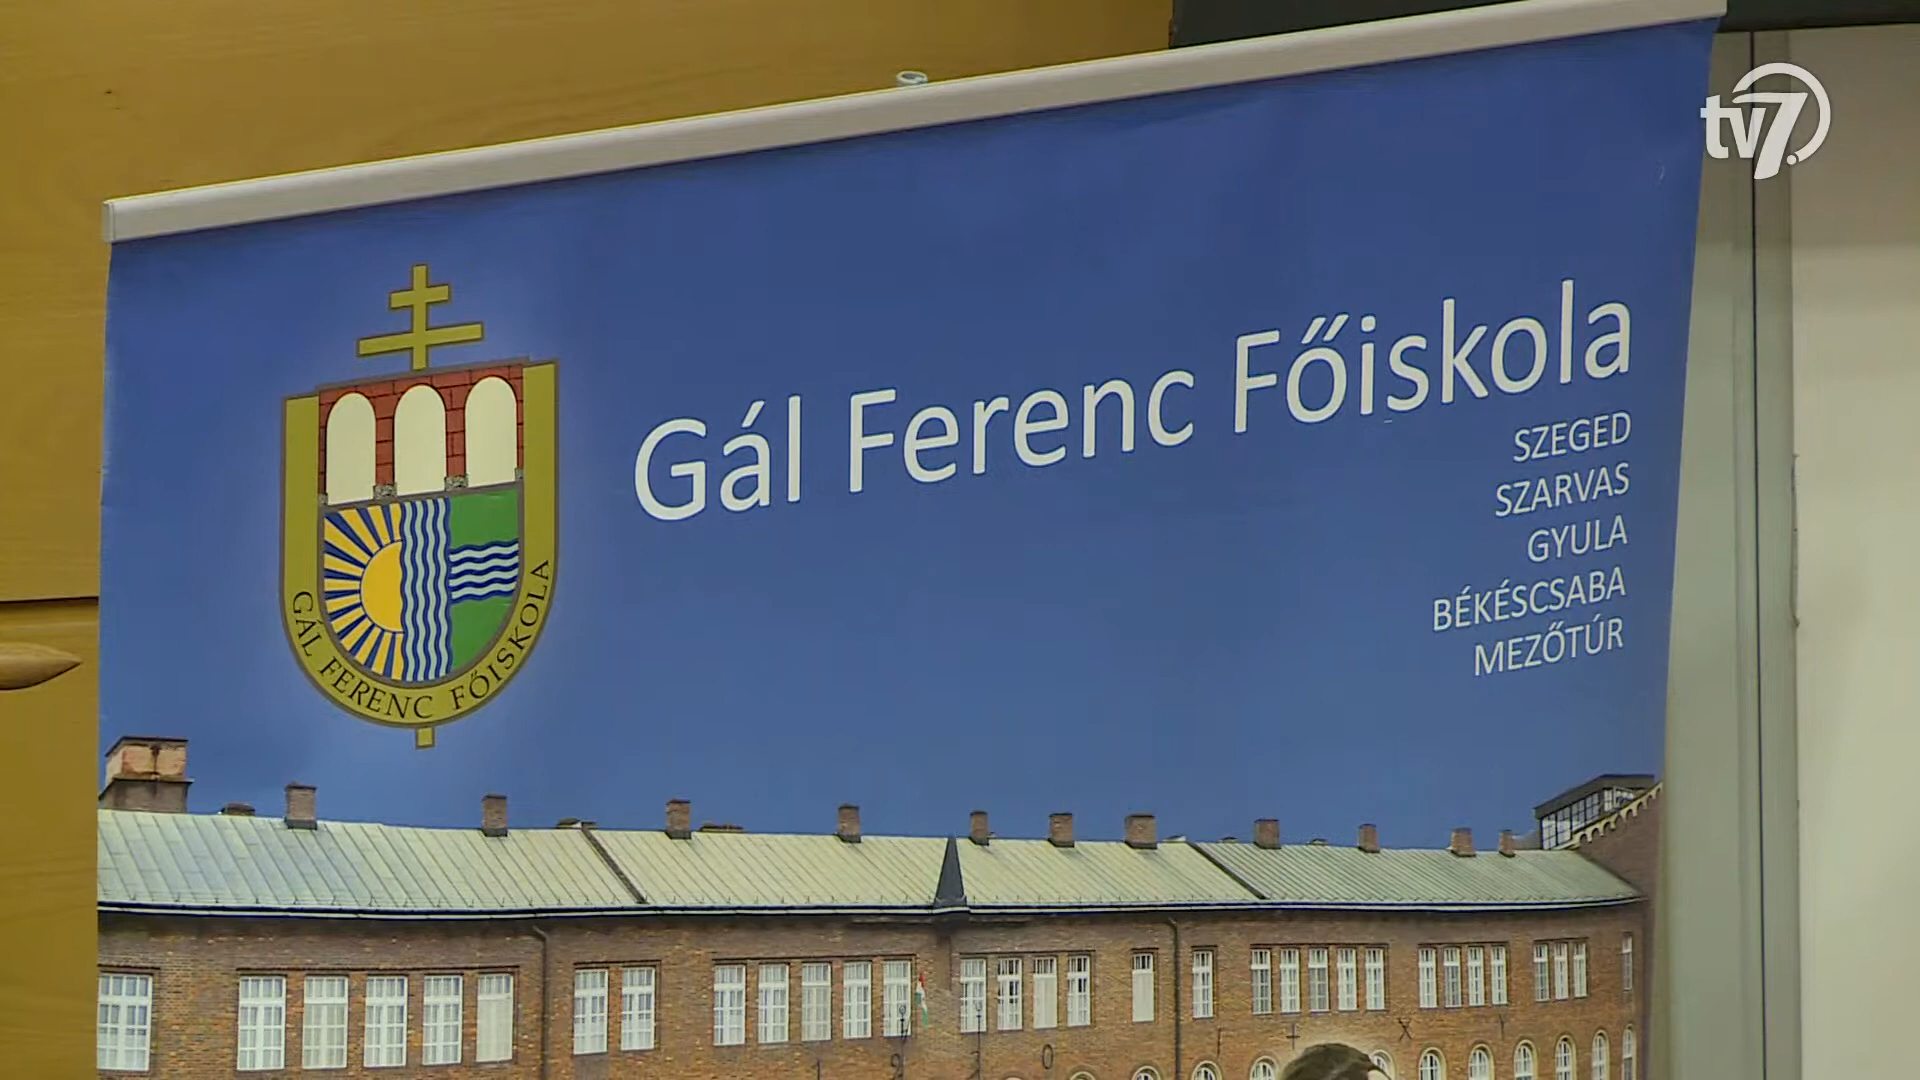 tv7
Gál Ferenc Főiskola
SZEGED
SZARVAS
GYULA
BÉKÉSCSABA
MEZŐTÚR
GÁL FERENC FŐISKOLA